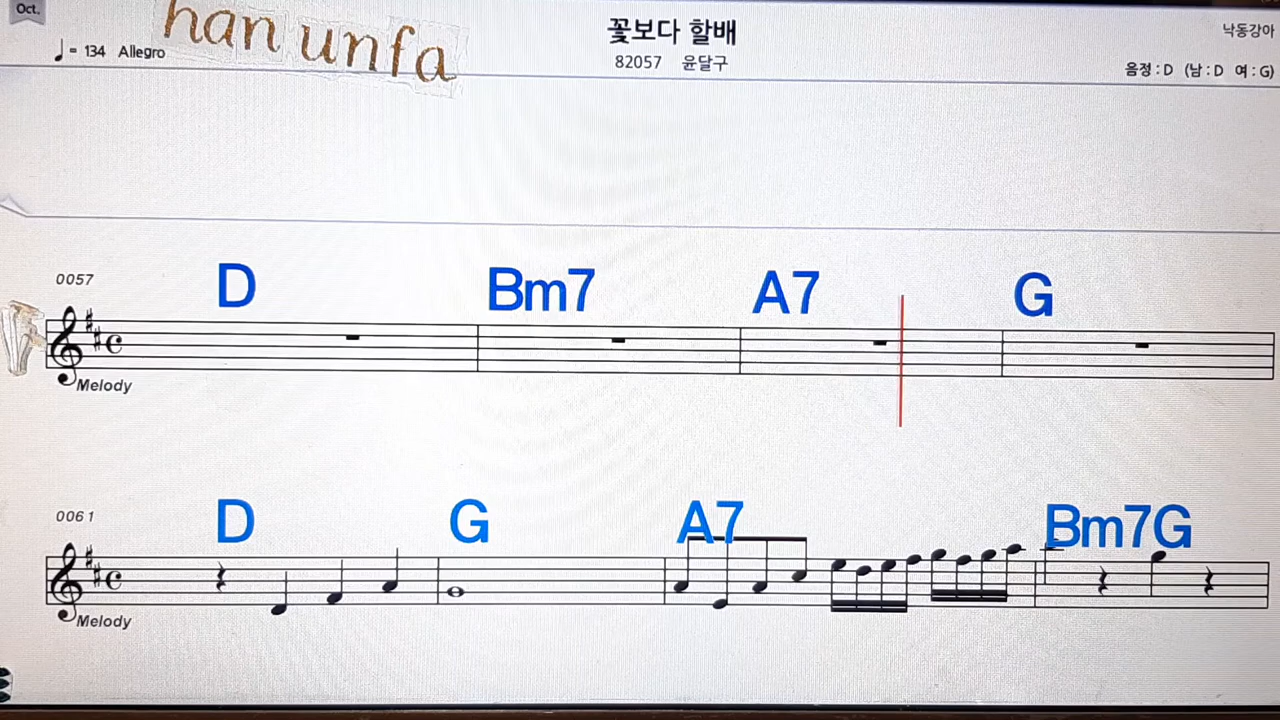 Oct.
han unfa
♩= 134 Allegro
꽃보다 할배
82057 윤달구
낙동강아
음정 : D (남 : D 여 : G)
0057
D Bm7 A7 G
Melody
0061
D G A7 Bm7G
Melody